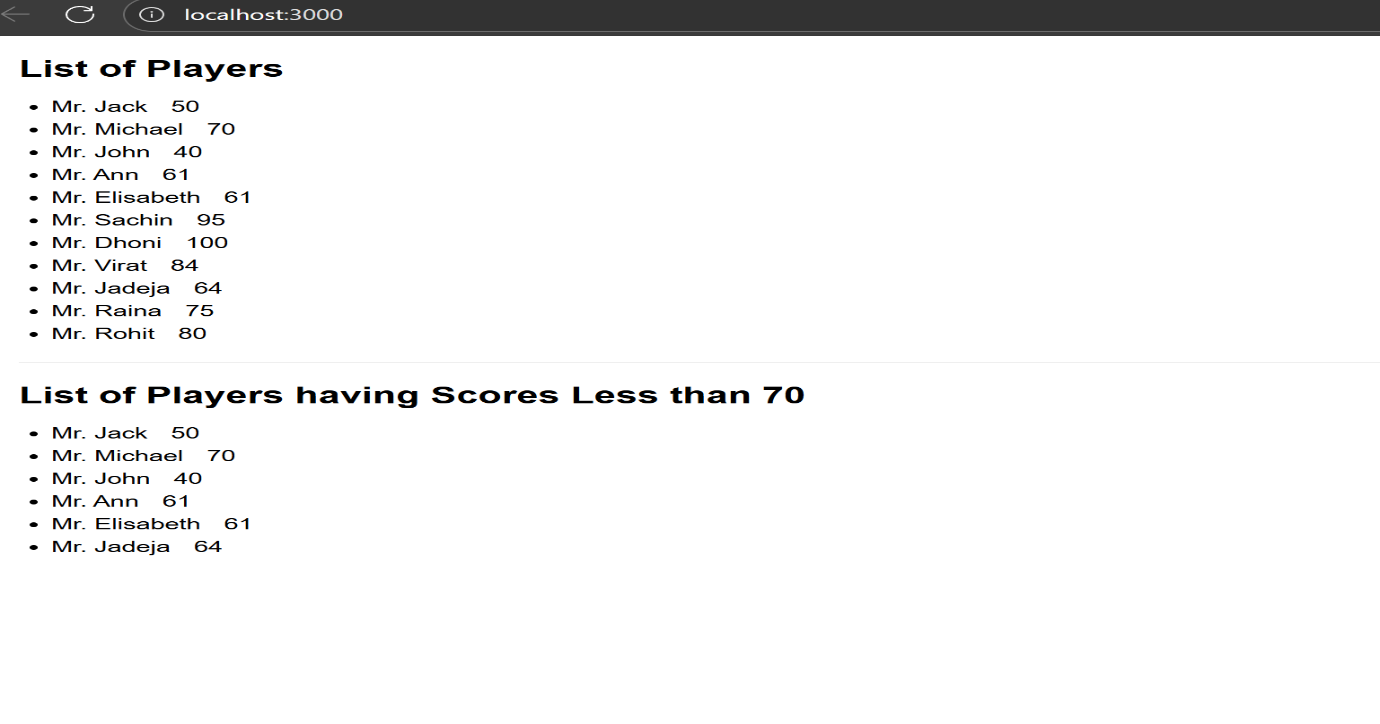 localhost:3000
List of Players
Mr. Jack 50
Mr. Michael 70
Mr. John 40
Mr. Ann 61
Mr. Elisabeth 61
Mr. Sachin 95
Mr. Dhoni 100
Mr. Virat 84
Mr. Jadeja 64
Mr. Raina 75
Mr. Rohit 80
List of Players having Scores Less than 70
Mr. Jack 50
Mr. Michael 70
Mr. John 40
Mr. Ann 61
Mr. Elisabeth 61
Mr. Jadeja 64